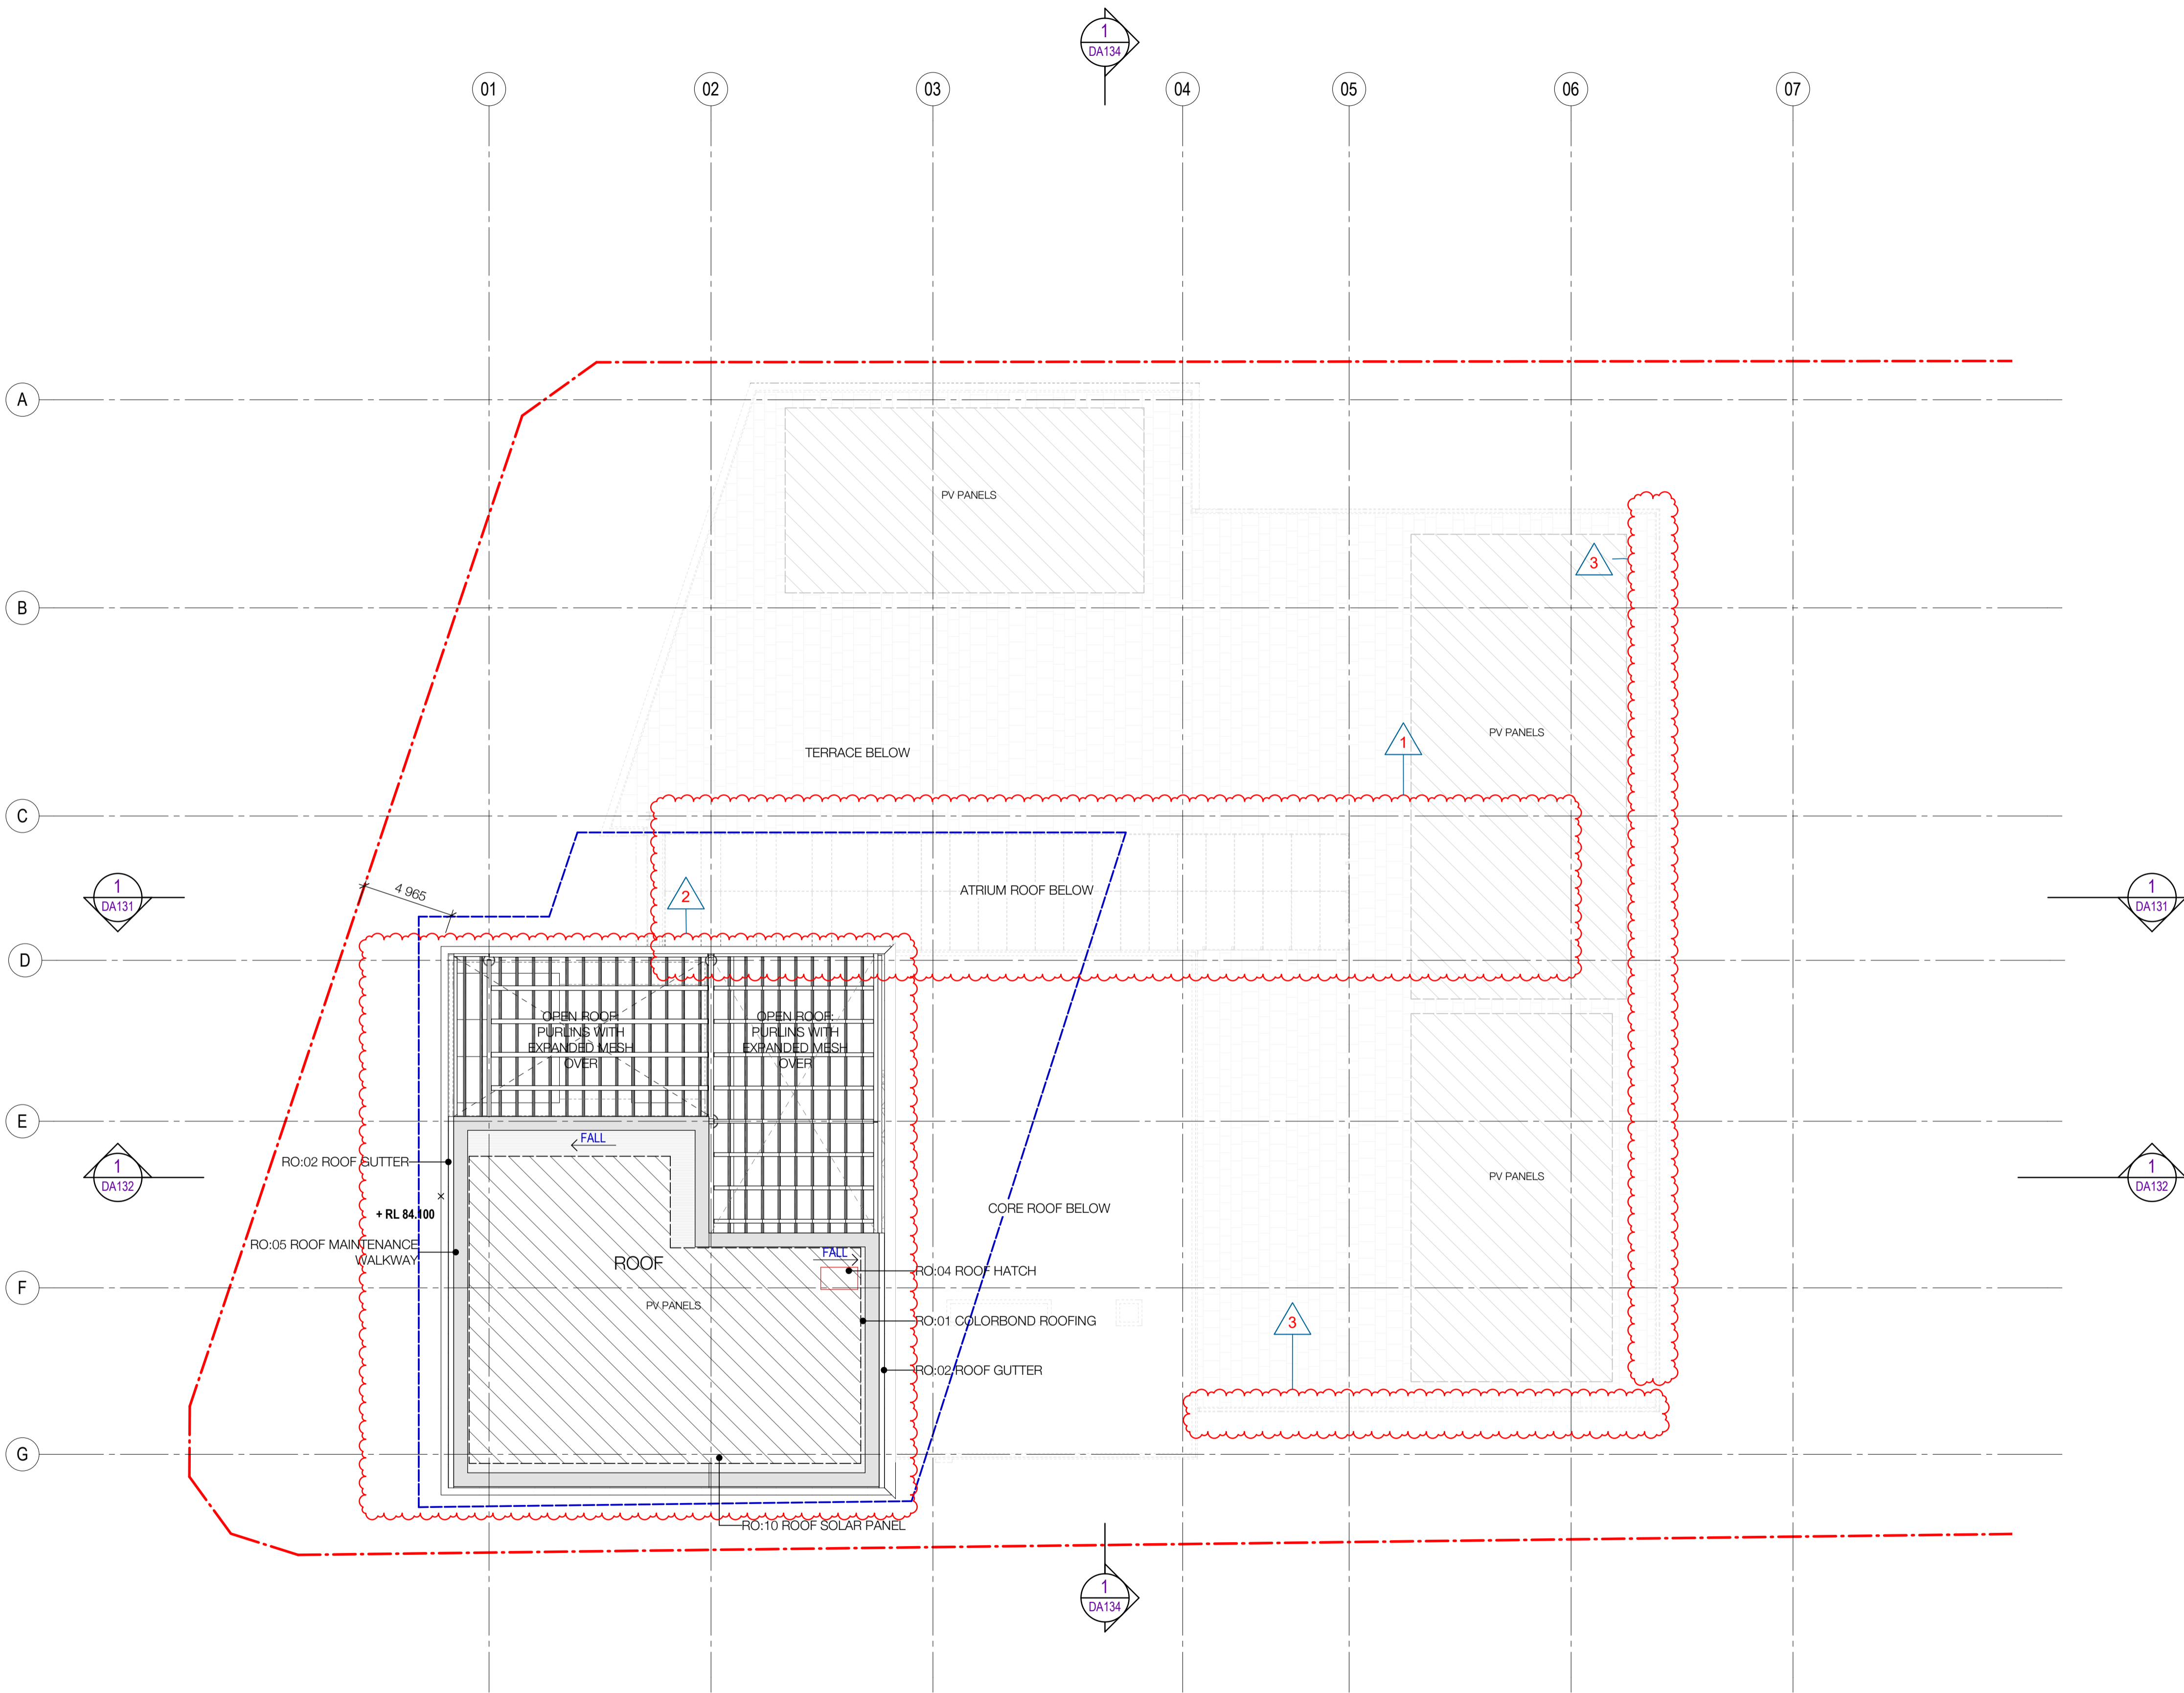 1
DA134
01
02
03
04
05
06
07
A
PV PANELS
3
B
PV PANELS
1
TERRACE BELOW
C
1
DA131
4 965
2
ATRIUM ROOF BELOW
1
DA131
D
OPEN ROOF:
PURLINS WITH
EXPANDED MESH
OVER
OPEN ROOF:
PURLINS WITH
EXPANDED MESH
OVER
E
FALL
RO:02 ROOF GUTTER
1
DA132
PV PANELS
1
DA132
+ RL 84.100
CORE ROOF BELOW
RO:05 ROOF MAINTENANCE
WALKWAY
ROOF
FALL
RO:04 ROOF HATCH
F
PV PANELS
RO:01 COLORBOND ROOFING
3
RO:02 ROOF GUTTER
G
RO:10 ROOF SOLAR PANEL
1
DA134